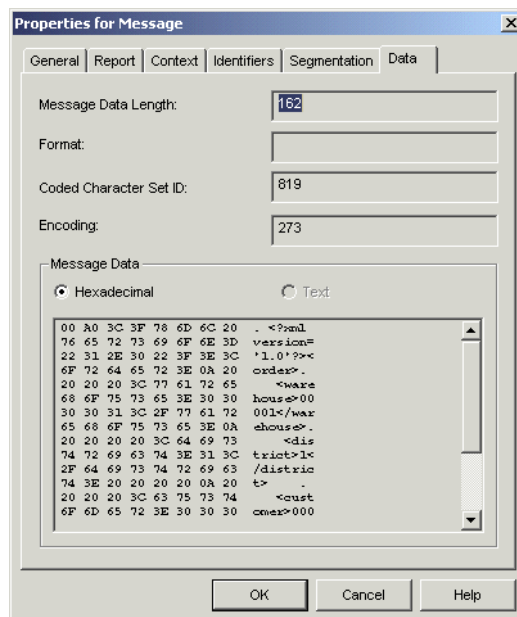 Properties for Message
General Report Context Identifiers Segmentation Data
Message Data Length: 162
Format:
Coded Character Set ID: 819
Encoding: 273
Message Data
Hexadecimal Text
00 A0 3C 3F 78 6D 6C 20 . <?xml
76 65 72 73 69 6F 6E 3D version=
22 31 2E 30 22 3F 3E 3C '1.0'?><
6F 72 64 65 72 3E 0A 20 order>.
20 20 20 3C 77 61 72 65 <ware
68 6F 75 73 65 3E 30 30 house>00
30 30 31 3C 2F 77 61 72 001</war
65 68 6F 75 73 65 3E 0A ehouse>.
20 20 20 20 3C 64 69 73 <dis
74 72 69 63 74 3E 31 3C trict>1<
2F 64 69 73 74 72 69 63 /distric
74 3E 20 20 20 20 0A 20 t> .
20 20 20 3C 63 75 73 74 <cust
6F 6D 65 72 3E 30 30 30 omer>000
OK Cancel Help